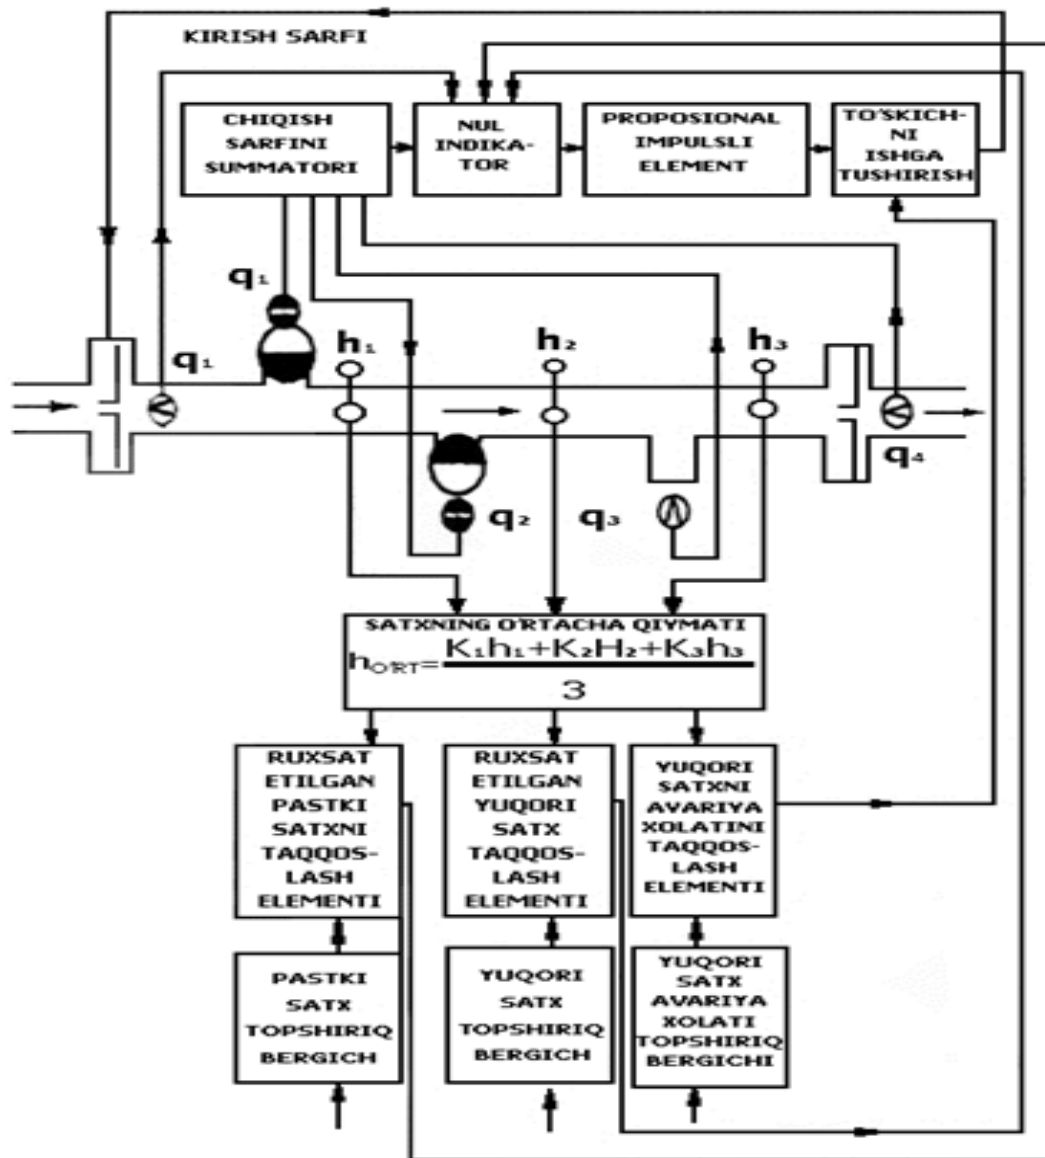 KIRISH SARFI
CHIQISH
SARFINI
SUMMATORI
NUL
INDIKA-
TOR
PROPOSIONAL
IMPULSLI
ELEMENT
TO'SKICH-
NI
ISHGA
TUSHIRISH
q₁
q₁
h₁
h₂
h₃
q₂
q₃
q₄
SATXNING O'RTACHA QIYMATI
hO'RT=K₁h₁+K₂H₂+K₃h₃
3
RUXSAT
ETILGAN
PASTKI
SATXNI
TAQQOS-
LASH
ELEMENTI
RUXSAT
ETILGAN
YUQORI
SATX
TAQQOS-
LASH
ELEMENTI
YUQORI
SATXNI
AVARIYA
XOLATINI
TAQQOS-
LASH
ELEMENTI
PASTKI
SATX
TOPSHIRIQ
BERGICH
YUQORI
SATX
TOPSHIRIQ
BERGICH
YUQORI
SATX
AVARIYA
XOLATI
TOPSHIRIQ
BERGICHI